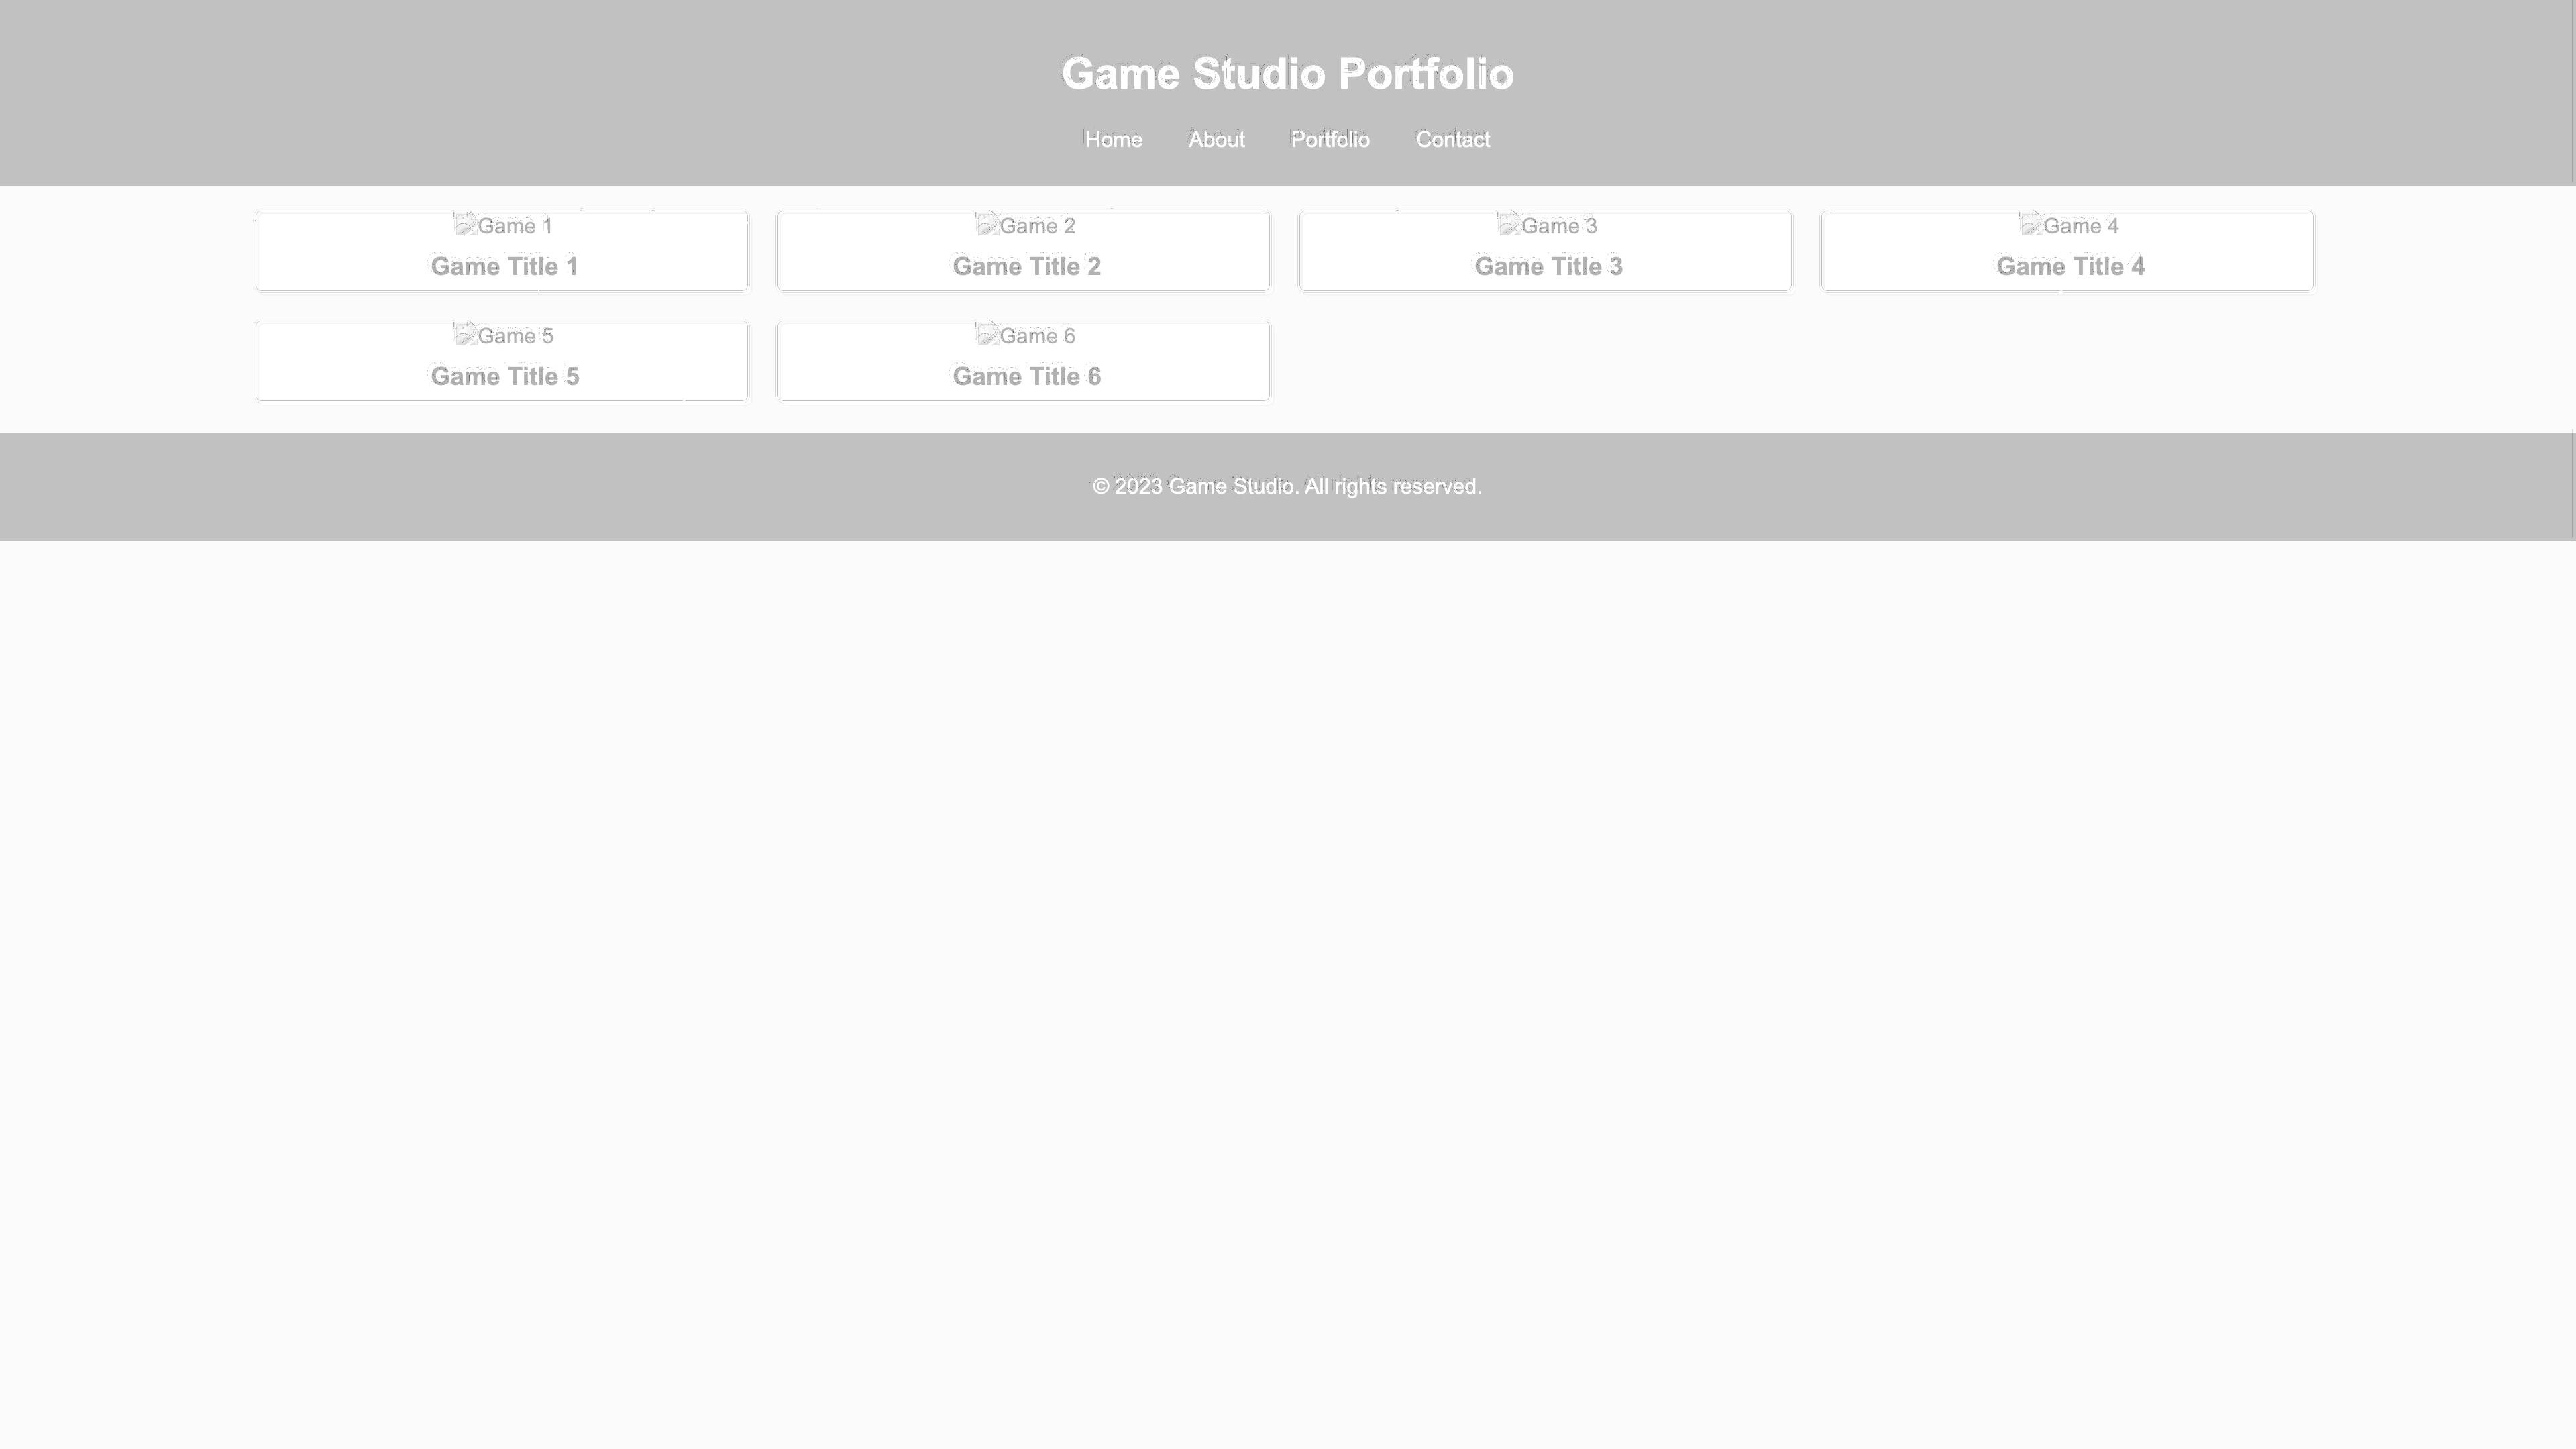 Game Studio Portfolio
Home About Portfolio Contact
Game 1 Game 2 Game 3 Game 4
Game Title 1 Game Title 2 Game Title 3 Game Title 4
Game 5 Game 6
Game Title 5 Game Title 6
© 2023 Game Studio. All rights reserved.